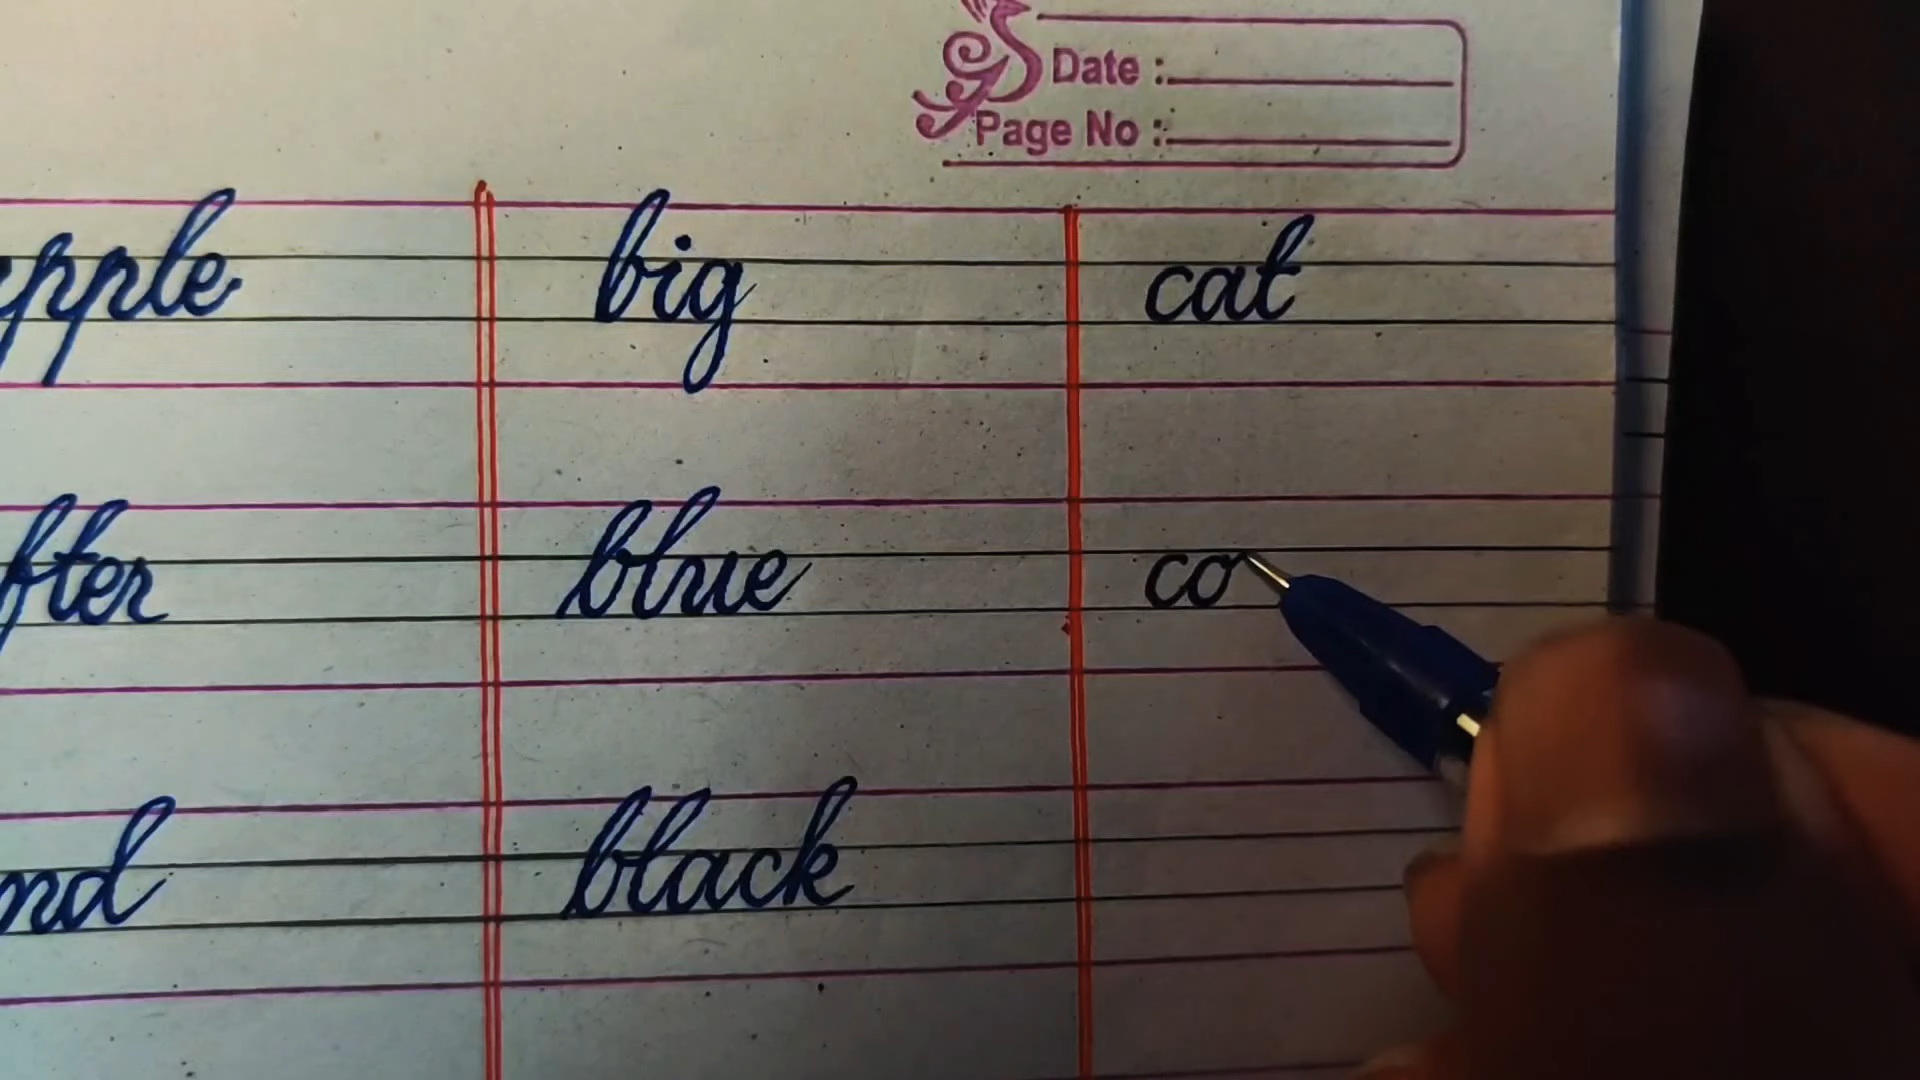 Date :
Page No :
pple big cat
fter blue co
nd black